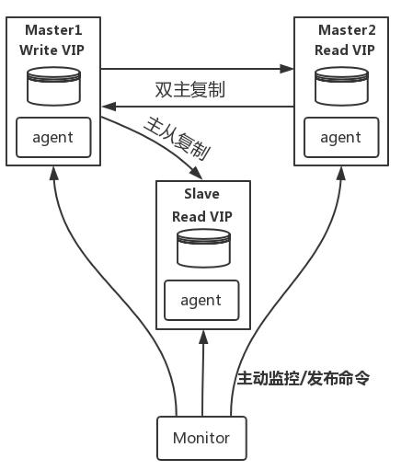 Master1
Write VIP
agent
Master2
Read VIP
agent
双主复制
主从复制
Slave
Read VIP
agent
主动监控/发布命令
Monitor